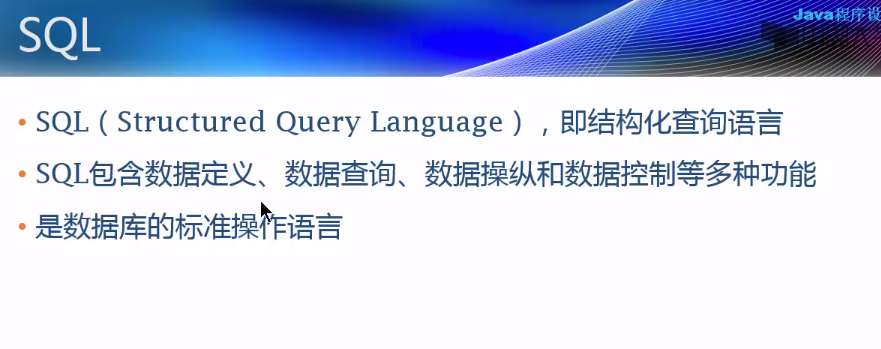 Java程序设
SQL
SQL（Structured Query Language），即结构化查询语言
SQL包含数据定义、数据查询、数据操纵和数据控制等多种功能
是数据库的标准操作语言